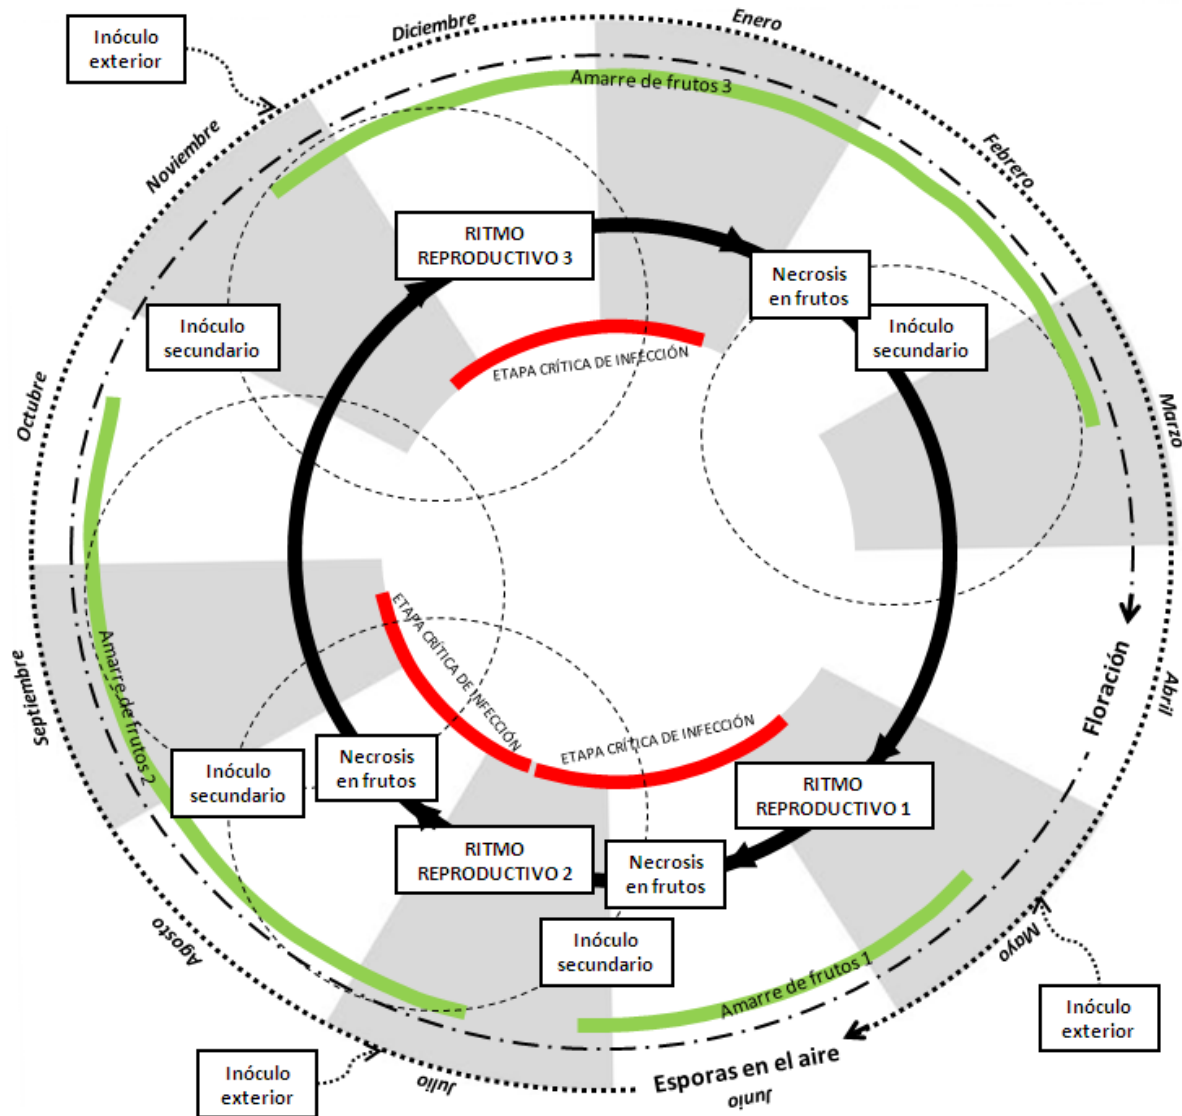 Enero
Diciembre
Inóculo
exterior
Amarre de frutos 3
Noviembre
Febrero
RITMO
REPRODUCTIVO 3
Necrosis
en frutos
Inóculo
secundario
Inóculo
secundario
ETAPA CRÍTICA DE INFECCIÓN
Octubre
Marzo
ETAPA CRÍTICA DE INFECCIÓN
ETAPA CRÍTICA DE INFECCIÓN
Septiembre
Amarre de frutos 2
Floración
Abril
Necrosis
en frutos
Inóculo
secundario
RITMO
REPRODUCTIVO 1
RITMO
REPRODUCTIVO 2
Necrosis
en frutos
Inóculo
secundario
Agosto
Amarre de frutos 1
Mayo
Inóculo
exterior
Inóculo
exterior
Julio
Esporas en el aire
Junio